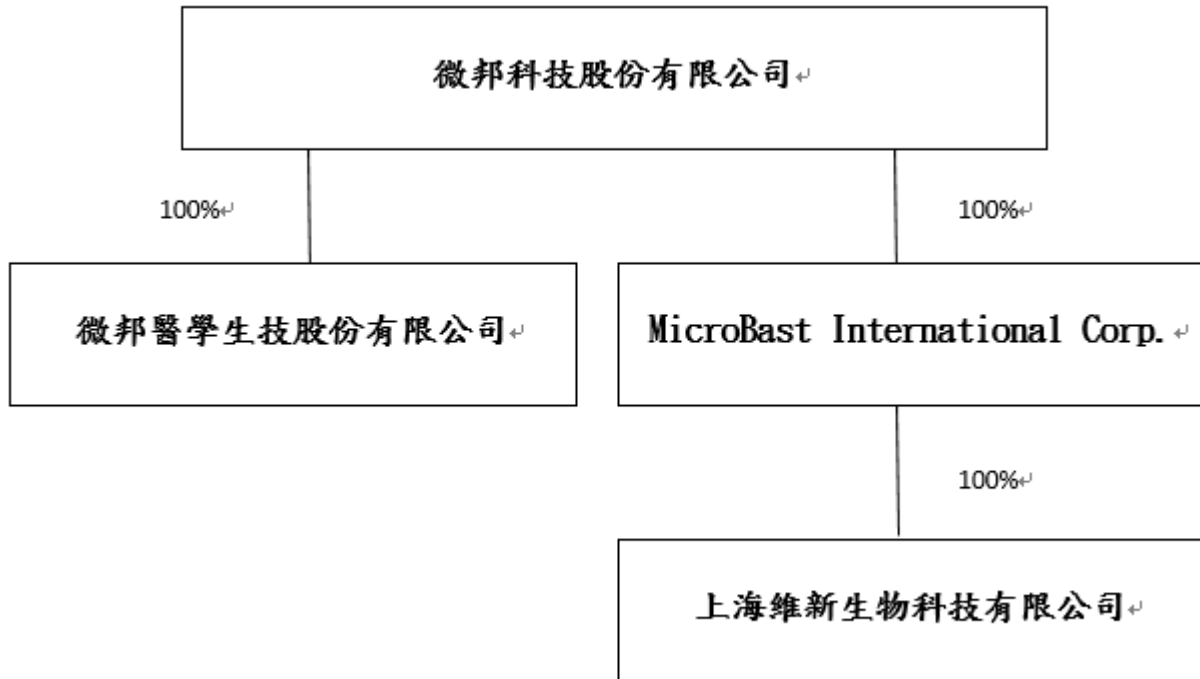 微邦科技股份有限公司
100%
100%
微邦醫學生技股份有限公司
MicroBast International Corp.
100%
上海維新生物科技有限公司